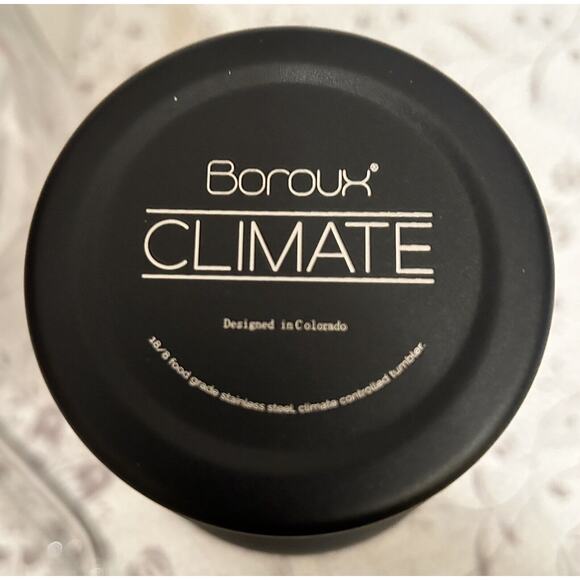 Boroux®
CLIMATE
Designed in Colorado
18/8 food grade stainless steel, climate controlled tumbler.